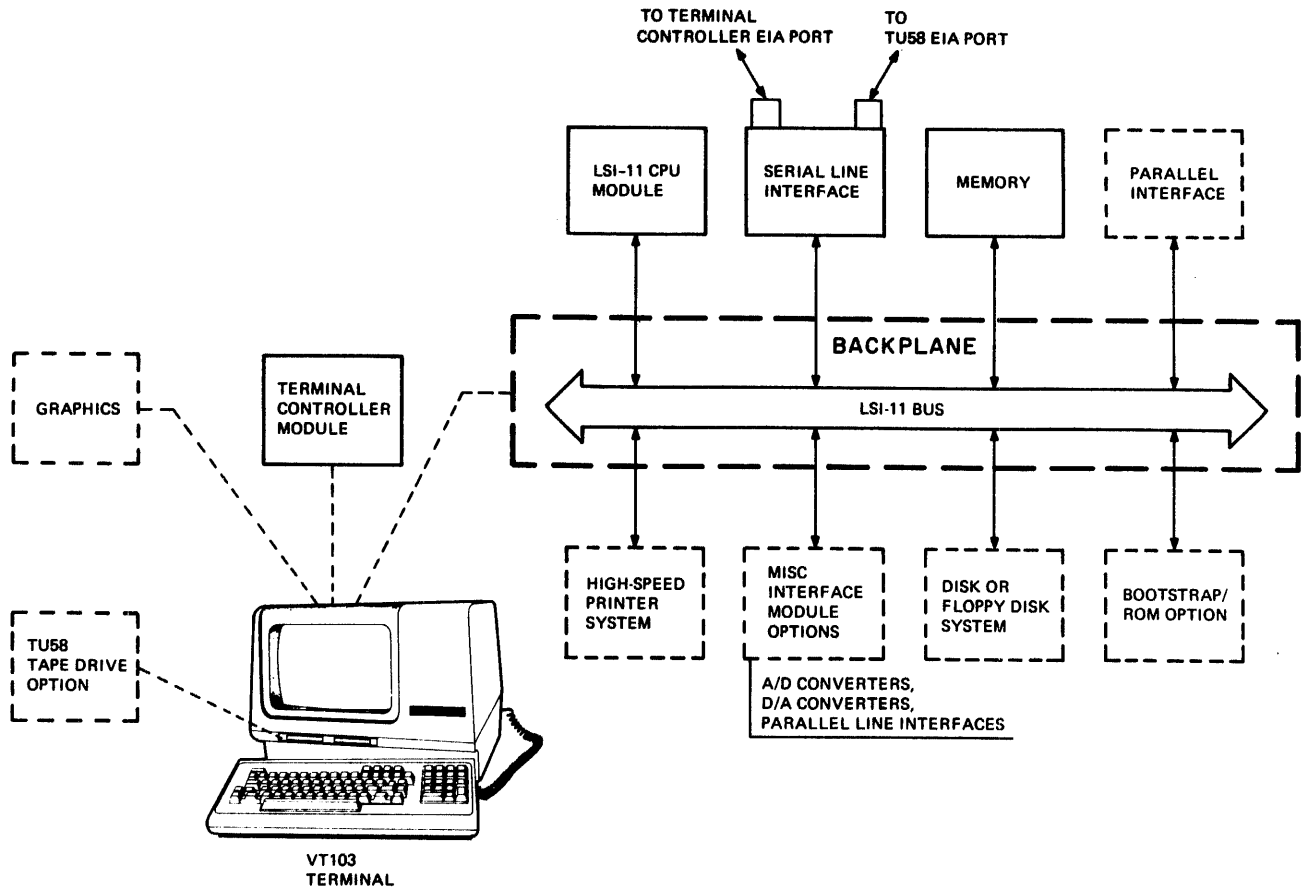 TO TERMINAL
CONTROLLER EIA PORT
TO
TU58 EIA PORT
LSI-11 CPU
MODULE
SERIAL LINE
INTERFACE
MEMORY
PARALLEL
INTERFACE
BACKPLANE
LSI-11 BUS
GRAPHICS
TERMINAL
CONTROLLER
MODULE
HIGH-SPEED
PRINTER
SYSTEM
MISC
INTERFACE
MODULE
OPTIONS
DISK OR
FLOPPY DISK
SYSTEM
BOOTSTRAP/
ROM OPTION
TU58
TAPE DRIVE
OPTION
A/D CONVERTERS,
D/A CONVERTERS,
PARALLEL LINE INTERFACES
VT103
TERMINAL